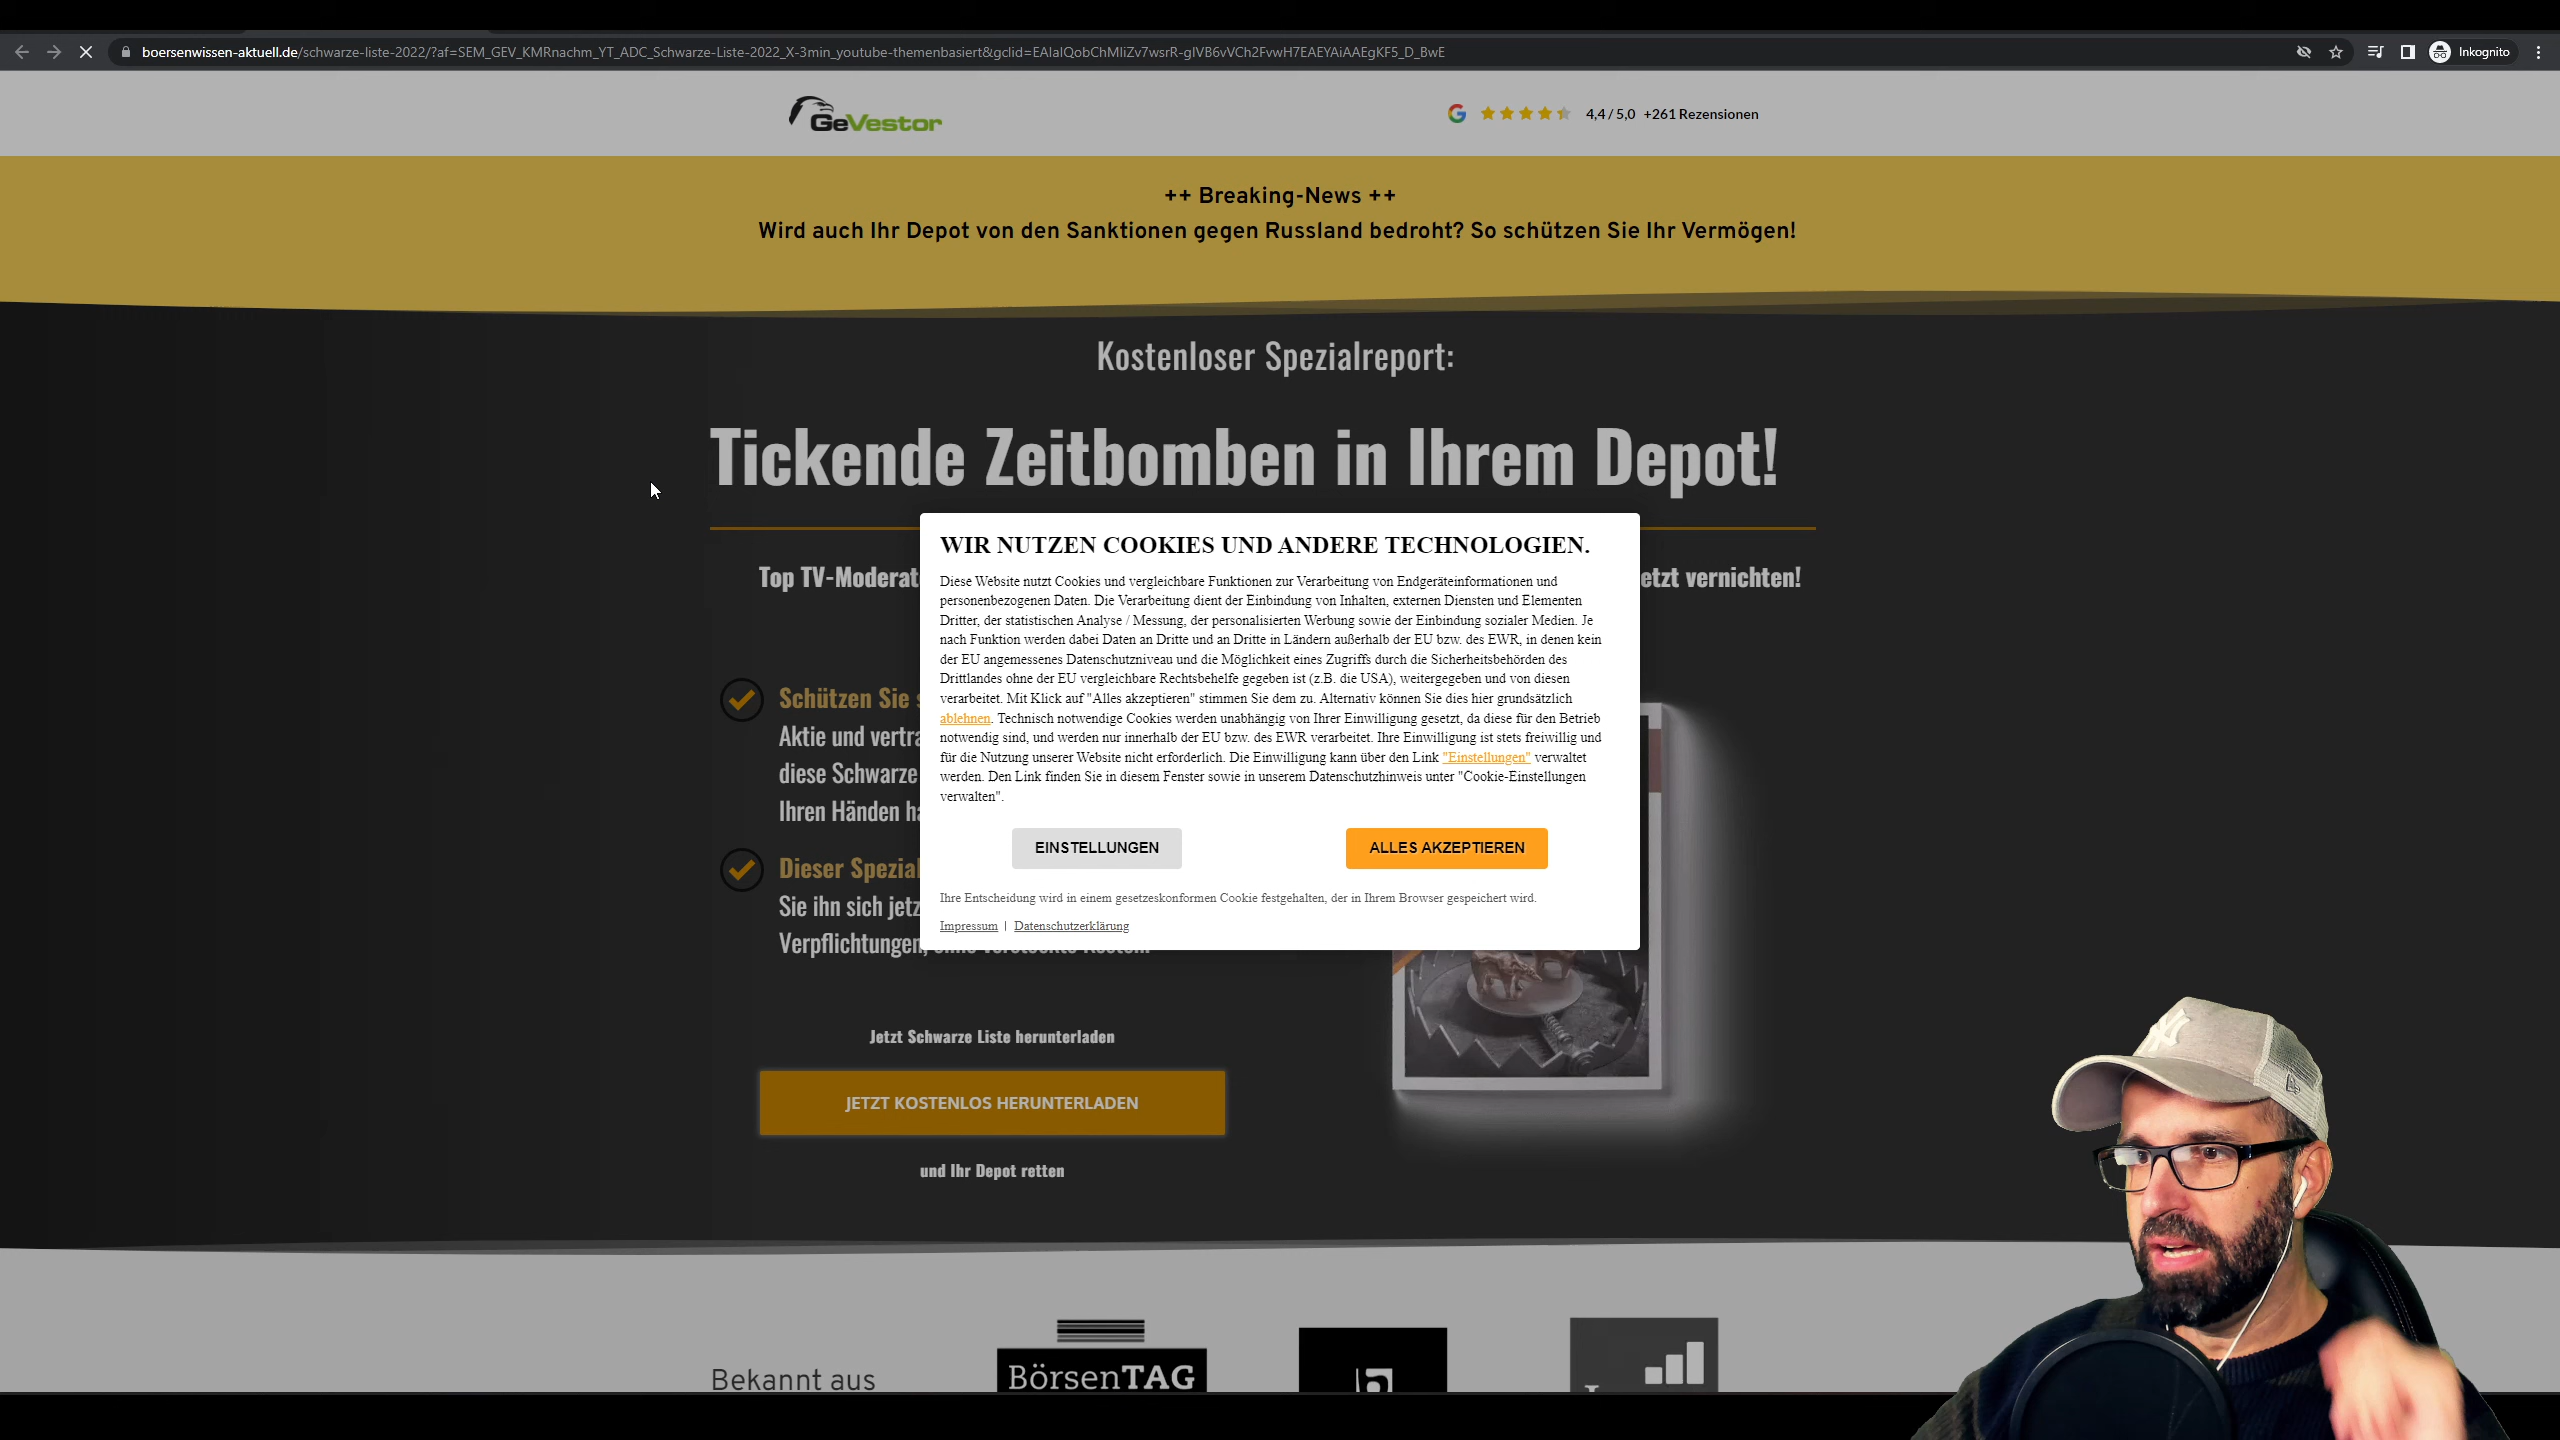 boersenwissen-aktuell.de/schwarze-liste-2022/?af=SEM_GEV_KMRnachm_YT_ADC_Schwarze-Liste-2022_X-3min_youtube-themenbasiert&gclid=EAIaIQobChMIiZv7wsrR-gIVB6vVCh2FvwH7EAEYAiAAEgKF5_D_BwE
Inkognito
GeVestor
4,4 / 5,0 +261 Rezensionen
++ Breaking-News ++
Wird auch Ihr Depot von den Sanktionen gegen Russland bedroht? So schützen Sie Ihr Vermögen!
Kostenloser Spezialreport:
Tickende Zeitbomben in Ihrem Depot!
Top TV-Moderat
etzt vernichten!
WIR NUTZEN COOKIES UND ANDERE TECHNOLOGIEN.
Diese Website nutzt Cookies und vergleichbare Funktionen zur Verarbeitung von Endgeräteinformationen und
personenbezogenen Daten. Die Verarbeitung dient der Einbindung von Inhalten, externen Diensten und Elementen
Dritter, der statistischen Analyse / Messung, der personalisierten Werbung sowie der Einbindung sozialer Medien. Je
nach Funktion werden dabei Daten an Dritte und an Dritte in Ländern außerhalb der EU bzw. des EWR, in denen kein
der EU angemessenes Datenschutzniveau und die Möglichkeit eines Zugriffs durch die Sicherheitsbehörden des
Drittlandes ohne der EU vergleichbare Rechtsbehelfe gegeben ist (z.B. die USA), weitergegeben und von diesen
verarbeitet. Mit Klick auf "Alles akzeptieren" stimmen Sie dem zu. Alternativ können Sie dies hier grundsätzlich
ablehnen. Technisch notwendige Cookies werden unabhängig von Ihrer Einwilligung gesetzt, da diese für den Betrieb
notwendig sind, und werden nur innerhalb der EU bzw. des EWR verarbeitet. Ihre Einwilligung ist stets freiwillig und
für die Nutzung unserer Website nicht erforderlich. Die Einwilligung kann über den Link "Einstellungen" verwaltet
werden. Den Link finden Sie in diesem Fenster sowie in unserem Datenschutzhinweis unter "Cookie-Einstellungen
verwalten".
EINSTELLUNGEN
ALLES AKZEPTIEREN
Ihre Entscheidung wird in einem gesetzeskonformen Cookie festgehalten, der in Ihrem Browser gespeichert wird.
Impressum | Datenschutzerklärung
Schützen Sie s
Aktie und vertra
diese Schwarze
Ihren Händen ha
Dieser Spezial
Sie ihn sich jetz
Verpflichtungen,
Jetzt Schwarze Liste herunterladen
JETZT KOSTENLOS HERUNTERLADEN
und Ihr Depot retten
Bekannt aus
BörsenTAG
NY